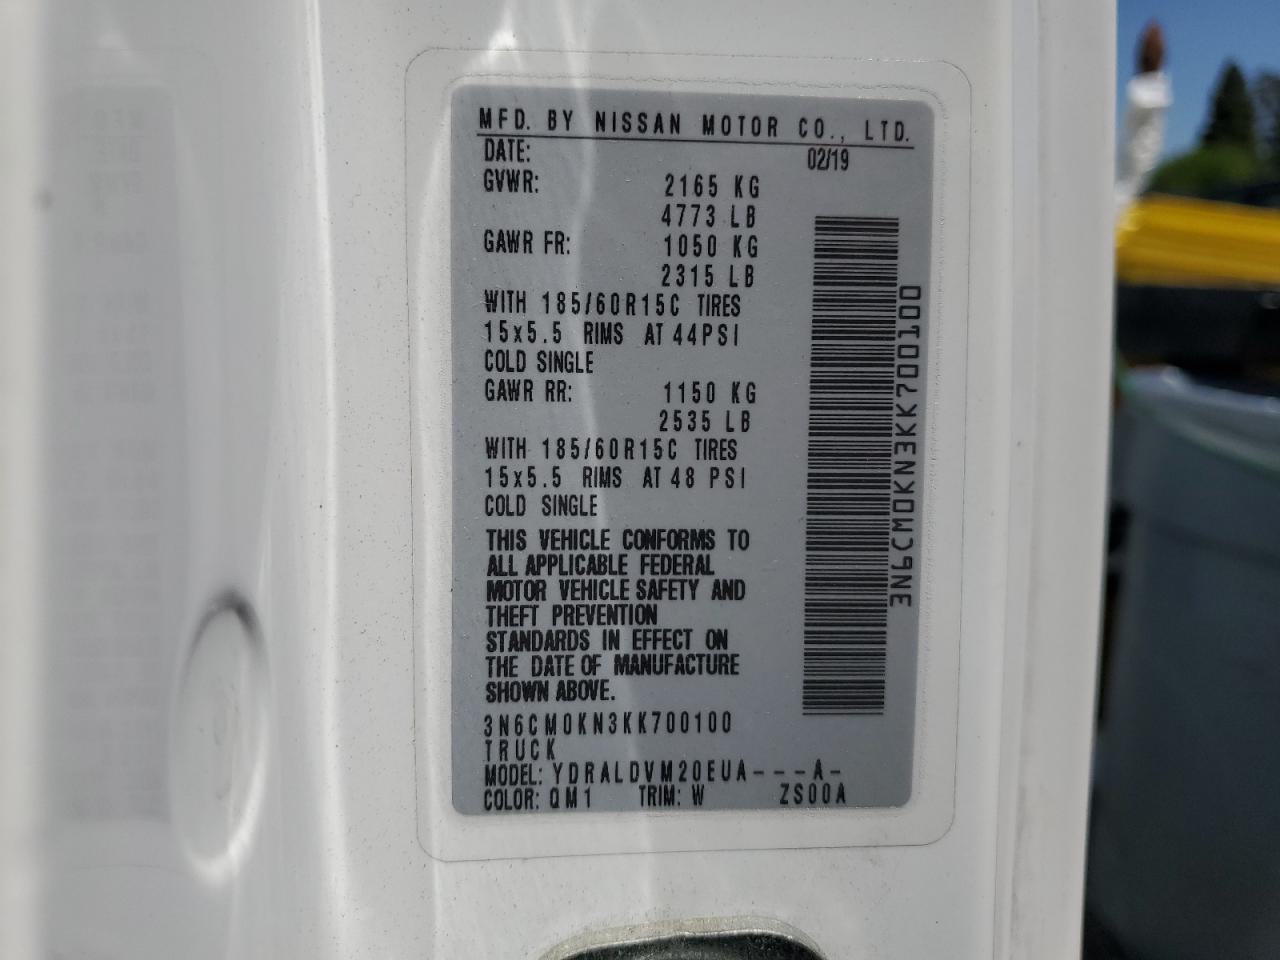 MFD. BY NISSAN MOTOR CO., LTD.
DATE: 02/19
GVWR: 2165 KG
4773 LB
GAWR FR: 1050 KG
2315 LB
WITH 185/60R15C TIRES
15x5.5 RIMS AT 44PSI
COLD SINGLE
GAWR RR: 1150 KG
2535 LB
WITH 185/60R15C TIRES
15x5.5 RIMS AT 48 PSI
COLD SINGLE
THIS VEHICLE CONFORMS TO
ALL APPLICABLE FEDERAL
MOTOR VEHICLE SAFETY AND
THEFT PREVENTION
STANDARDS IN EFFECT ON
THE DATE OF MANUFACTURE
SHOWN ABOVE.
3N6CM0KN3KK700100
TRUCK
MODEL: YDRALDVM20EUA---A-
COLOR: QM1 TRIM: W ZS00A
3N6CM0KN3KK700100